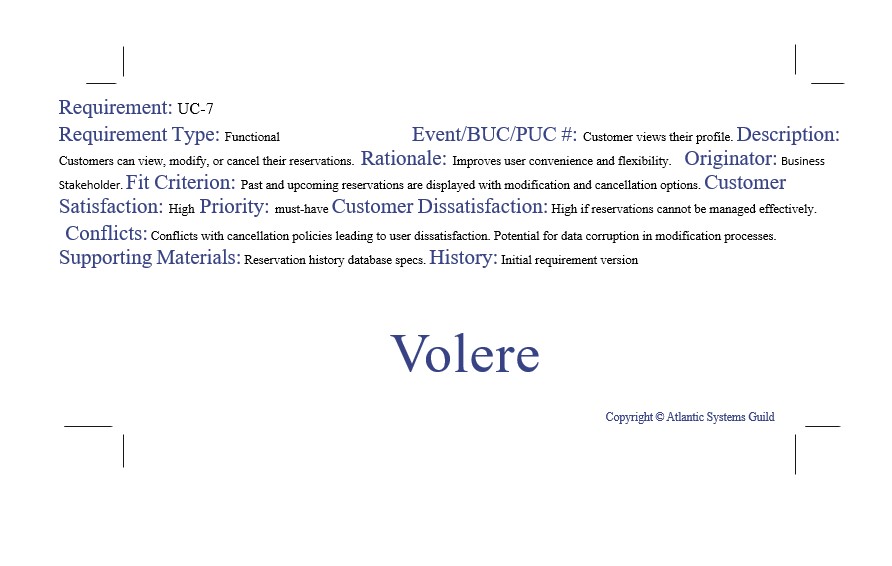 Requirement: UC-7
Requirement Type: Functional Event/BUC/PUC #: Customer views their profile. Description:
Customers can view, modify, or cancel their reservations. Rationale: Improves user convenience and flexibility. Originator: Business
Stakeholder. Fit Criterion: Past and upcoming reservations are displayed with modification and cancellation options. Customer
Satisfaction: High Priority: must-have Customer Dissatisfaction: High if reservations cannot be managed effectively.
Conflicts: Conflicts with cancellation policies leading to user dissatisfaction. Potential for data corruption in modification processes.
Supporting Materials: Reservation history database specs. History: Initial requirement version
Volere
Copyright © Atlantic Systems Guild